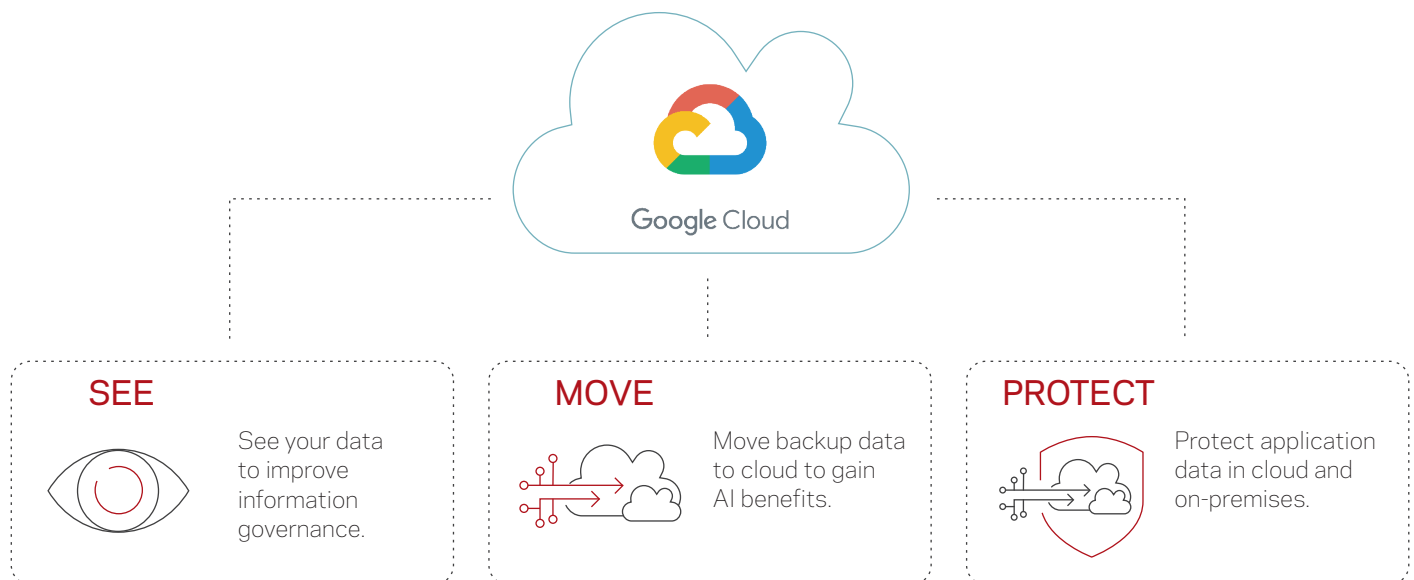 Google Cloud
SEE
See your data
to improve
information
governance.
MOVE
Move backup data
to cloud to gain
AI benefits.
PROTECT
Protect application
data in cloud and
on-premises.